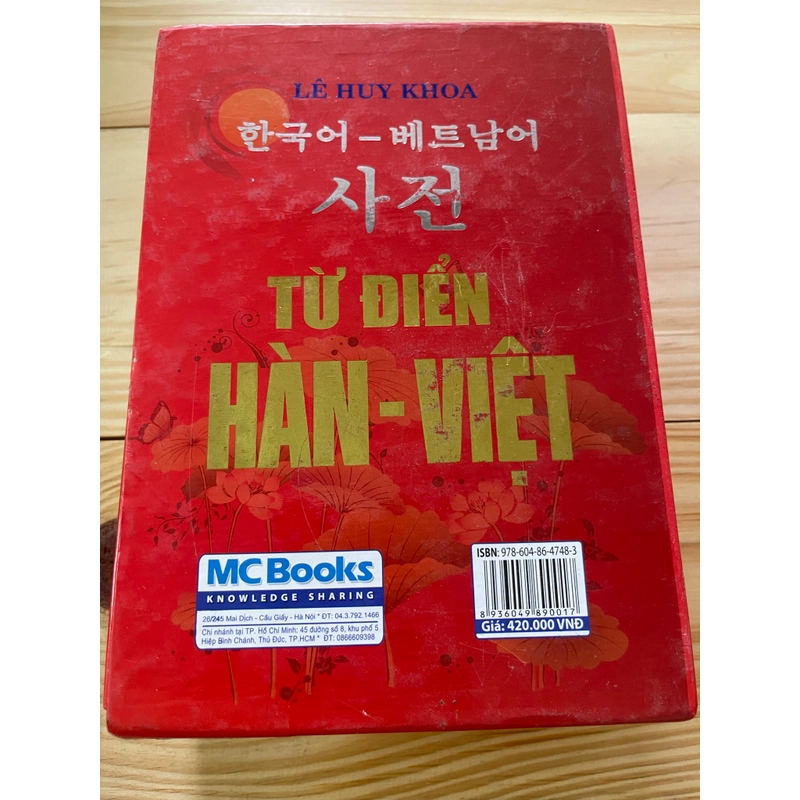 LÊ HUY KHOA
한국어 – 베트남어
사전
TỪ ĐIỂN
HÀN - VIỆT
MCBooks
KNOWLEDGE SHARING
26/245 Mai Dịch - Cầu Giấy - Hà Nội * ĐT: 04.3.792.1466
Chi nhánh tại TP. Hồ Chí Minh: 45 đường số 8, khu phố 5
Hiệp Bình Chánh, Thủ Đức, TP.HCM * ĐT: 0866609398
ISBN: 978-604-86-4748-3
8 936049 890017
Giá: 420.000 VNĐ